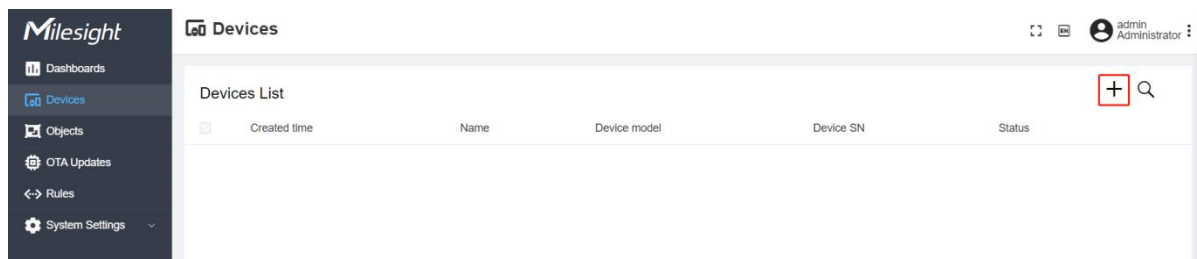 Milesight
Devices
EN
admin
Administrator
Dashboards
Devices
Objects
OTA Updates
Rules
System Settings
Devices List
Created time Name Device model Device SN Status